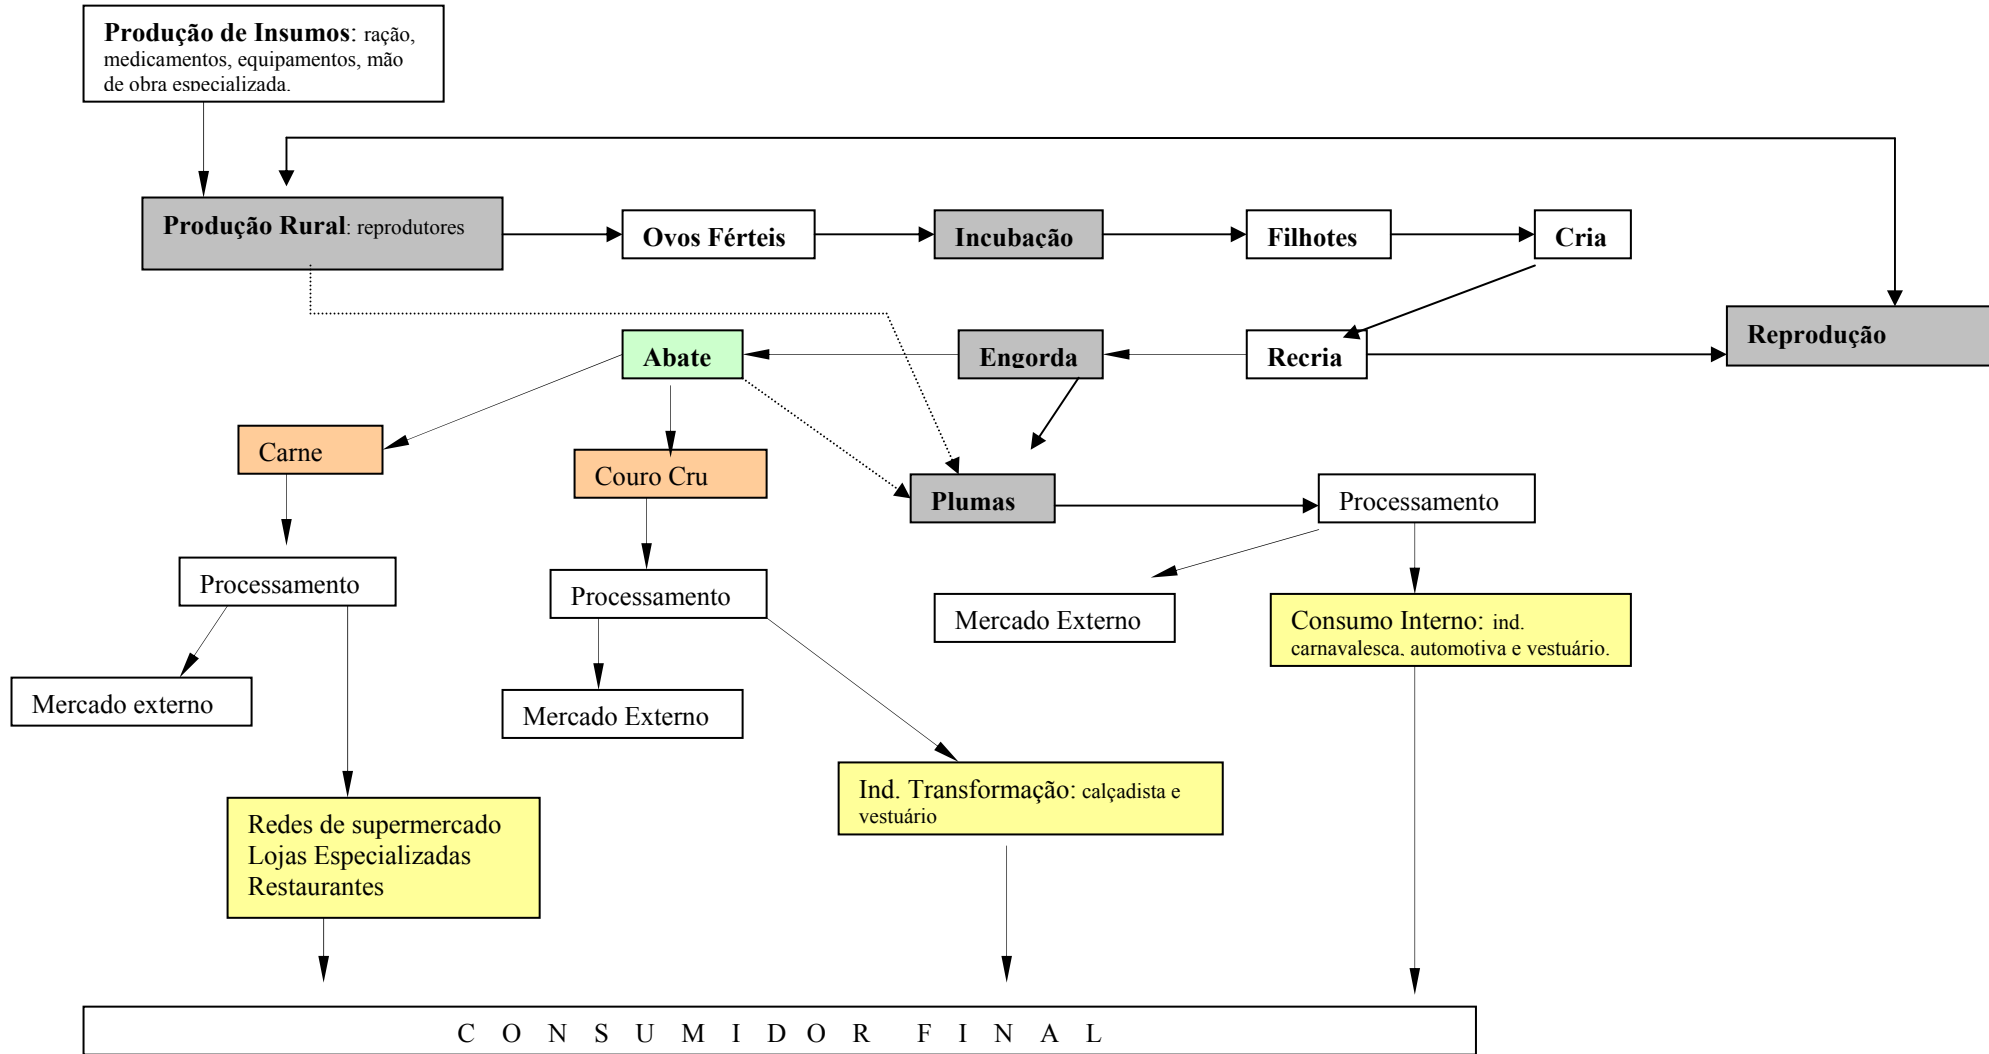 Produção de Insumos: ração,
medicamentos, equipamentos, mão
de obra especializada.
Produção Rural: reprodutores
Ovos Férteis
Incubação
Filhotes
Cria
Reprodução
Abate
Engorda
Recria
Carne
Couro Cru
Plumas
Processamento
Processamento
Processamento
Mercado Externo
Consumo Interno: ind.
carnavalesca, automotiva e vestuário.
Mercado externo
Mercado Externo
Ind. Transformação: calçadista e
vestuário
Redes de supermercado
Lojas Especializadas
Restaurantes
C O N S U M I D O R F I N A L